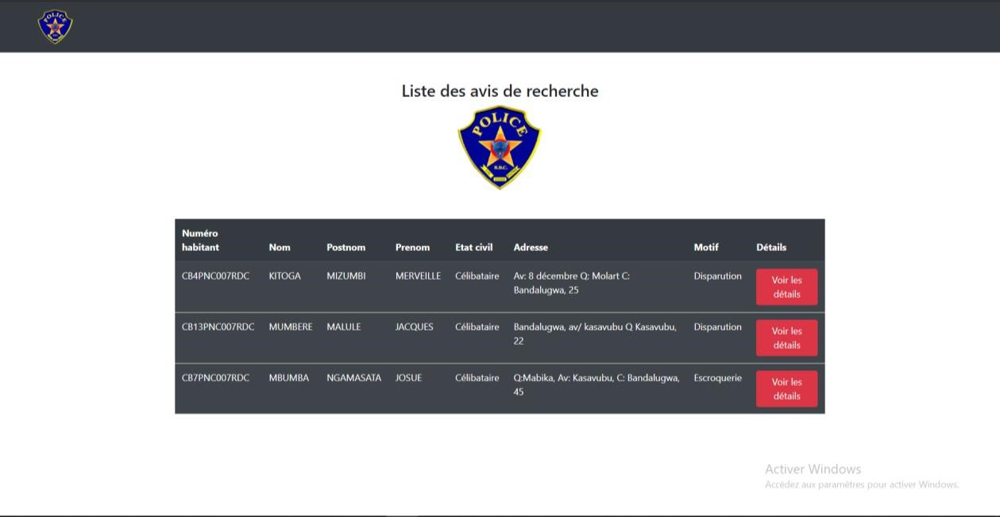 POLICE
Liste des avis de recherche
POLICE
R.D.C.
Numéro habitant Nom Postnom Prenom Etat civil Adresse Motif Détails
CB4PNC007RDC KITOGA MIZUMBI MERVEILLE Célibataire Av: 8 décembre Q: Molart C: Bandalugwa, 25 Disparution Voir les détails
CB13PNC007RDC MUMBERE MALULE JACQUES Célibataire Bandalugwa, av/ kasavubu Q Kasavubu, 22 Disparution Voir les détails
CB7PNC007RDC MBUMBA NGAMASATA JOSUE Célibataire Q:Mabika, Av: Kasavubu, C: Bandalugwa, 45 Escroquerie Voir les détails
Activer Windows
Accédez aux paramètres pour activer Windows.